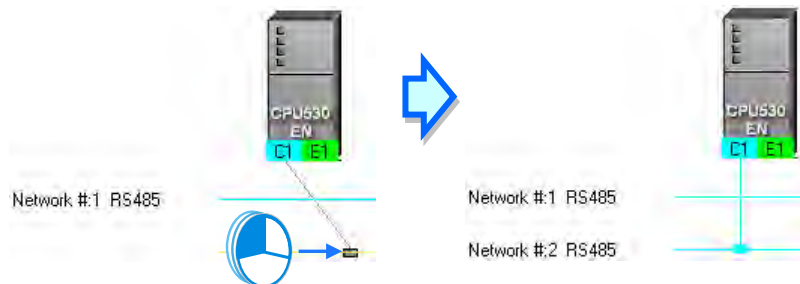 CPU530
EN
C1 E1
Network #:1 RS485
CPU530
EN
C1 E1
Network #:1 RS485
Network #:2 RS485